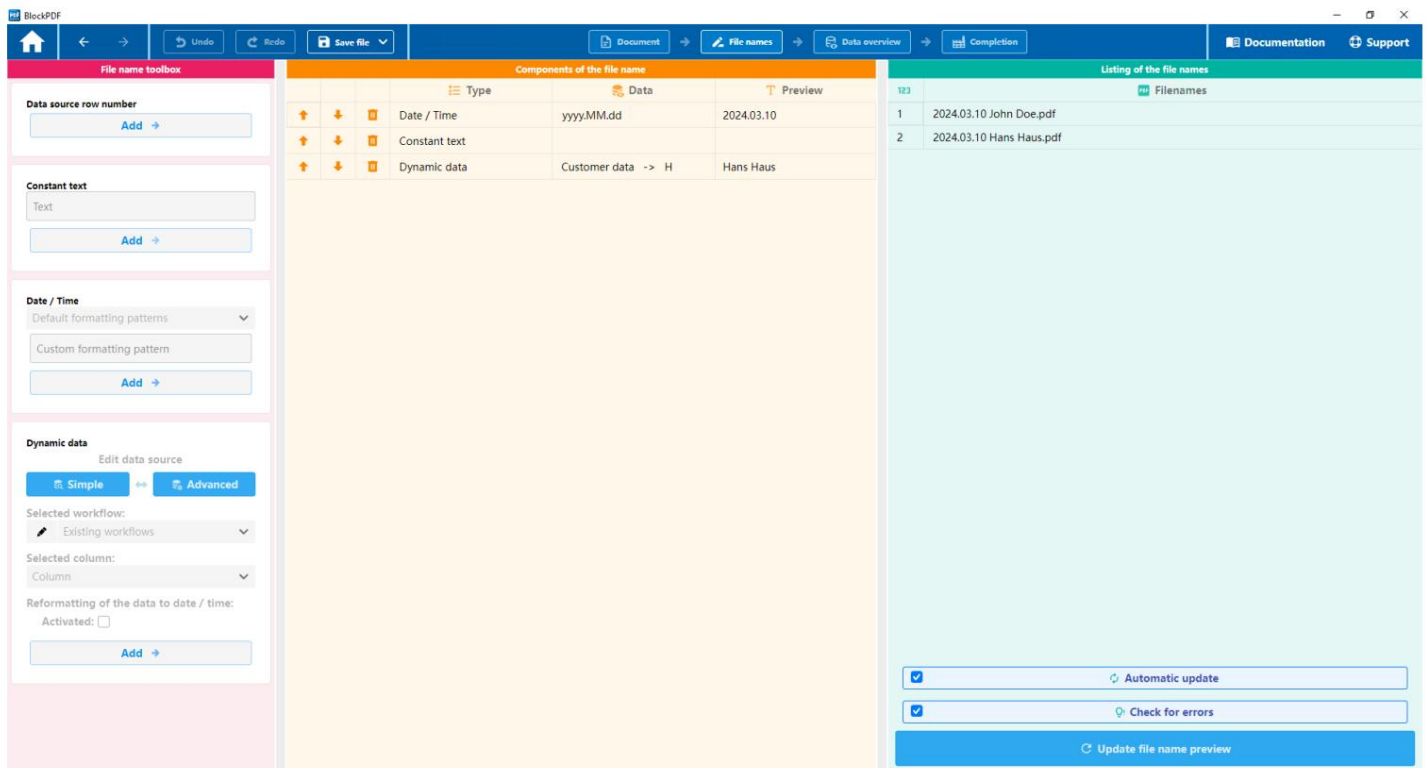 BlockPDF
Undo
Redo
Save file
Document
File names
Data overview
Completion
Documentation
Support
File name toolbox
Data source row number
Add
Constant text
Text
Add
Date / Time
Default formatting patterns
Custom formatting pattern
Add
Dynamic data
Edit data source
Simple
Advanced
Selected workflow:
Existing workflows
Selected column:
Column
Reformatting of the data to date / time:
Activated:
Add
Components of the file name
Type Data Preview
Date / Time yyyy.MM.dd 2024.03.10
Constant text
Dynamic data Customer data -> H Hans Haus
Listing of the file names
123 Filenames
1 2024.03.10 John Doe.pdf
2 2024.03.10 Hans Haus.pdf
Automatic update
Check for errors
Update file name preview